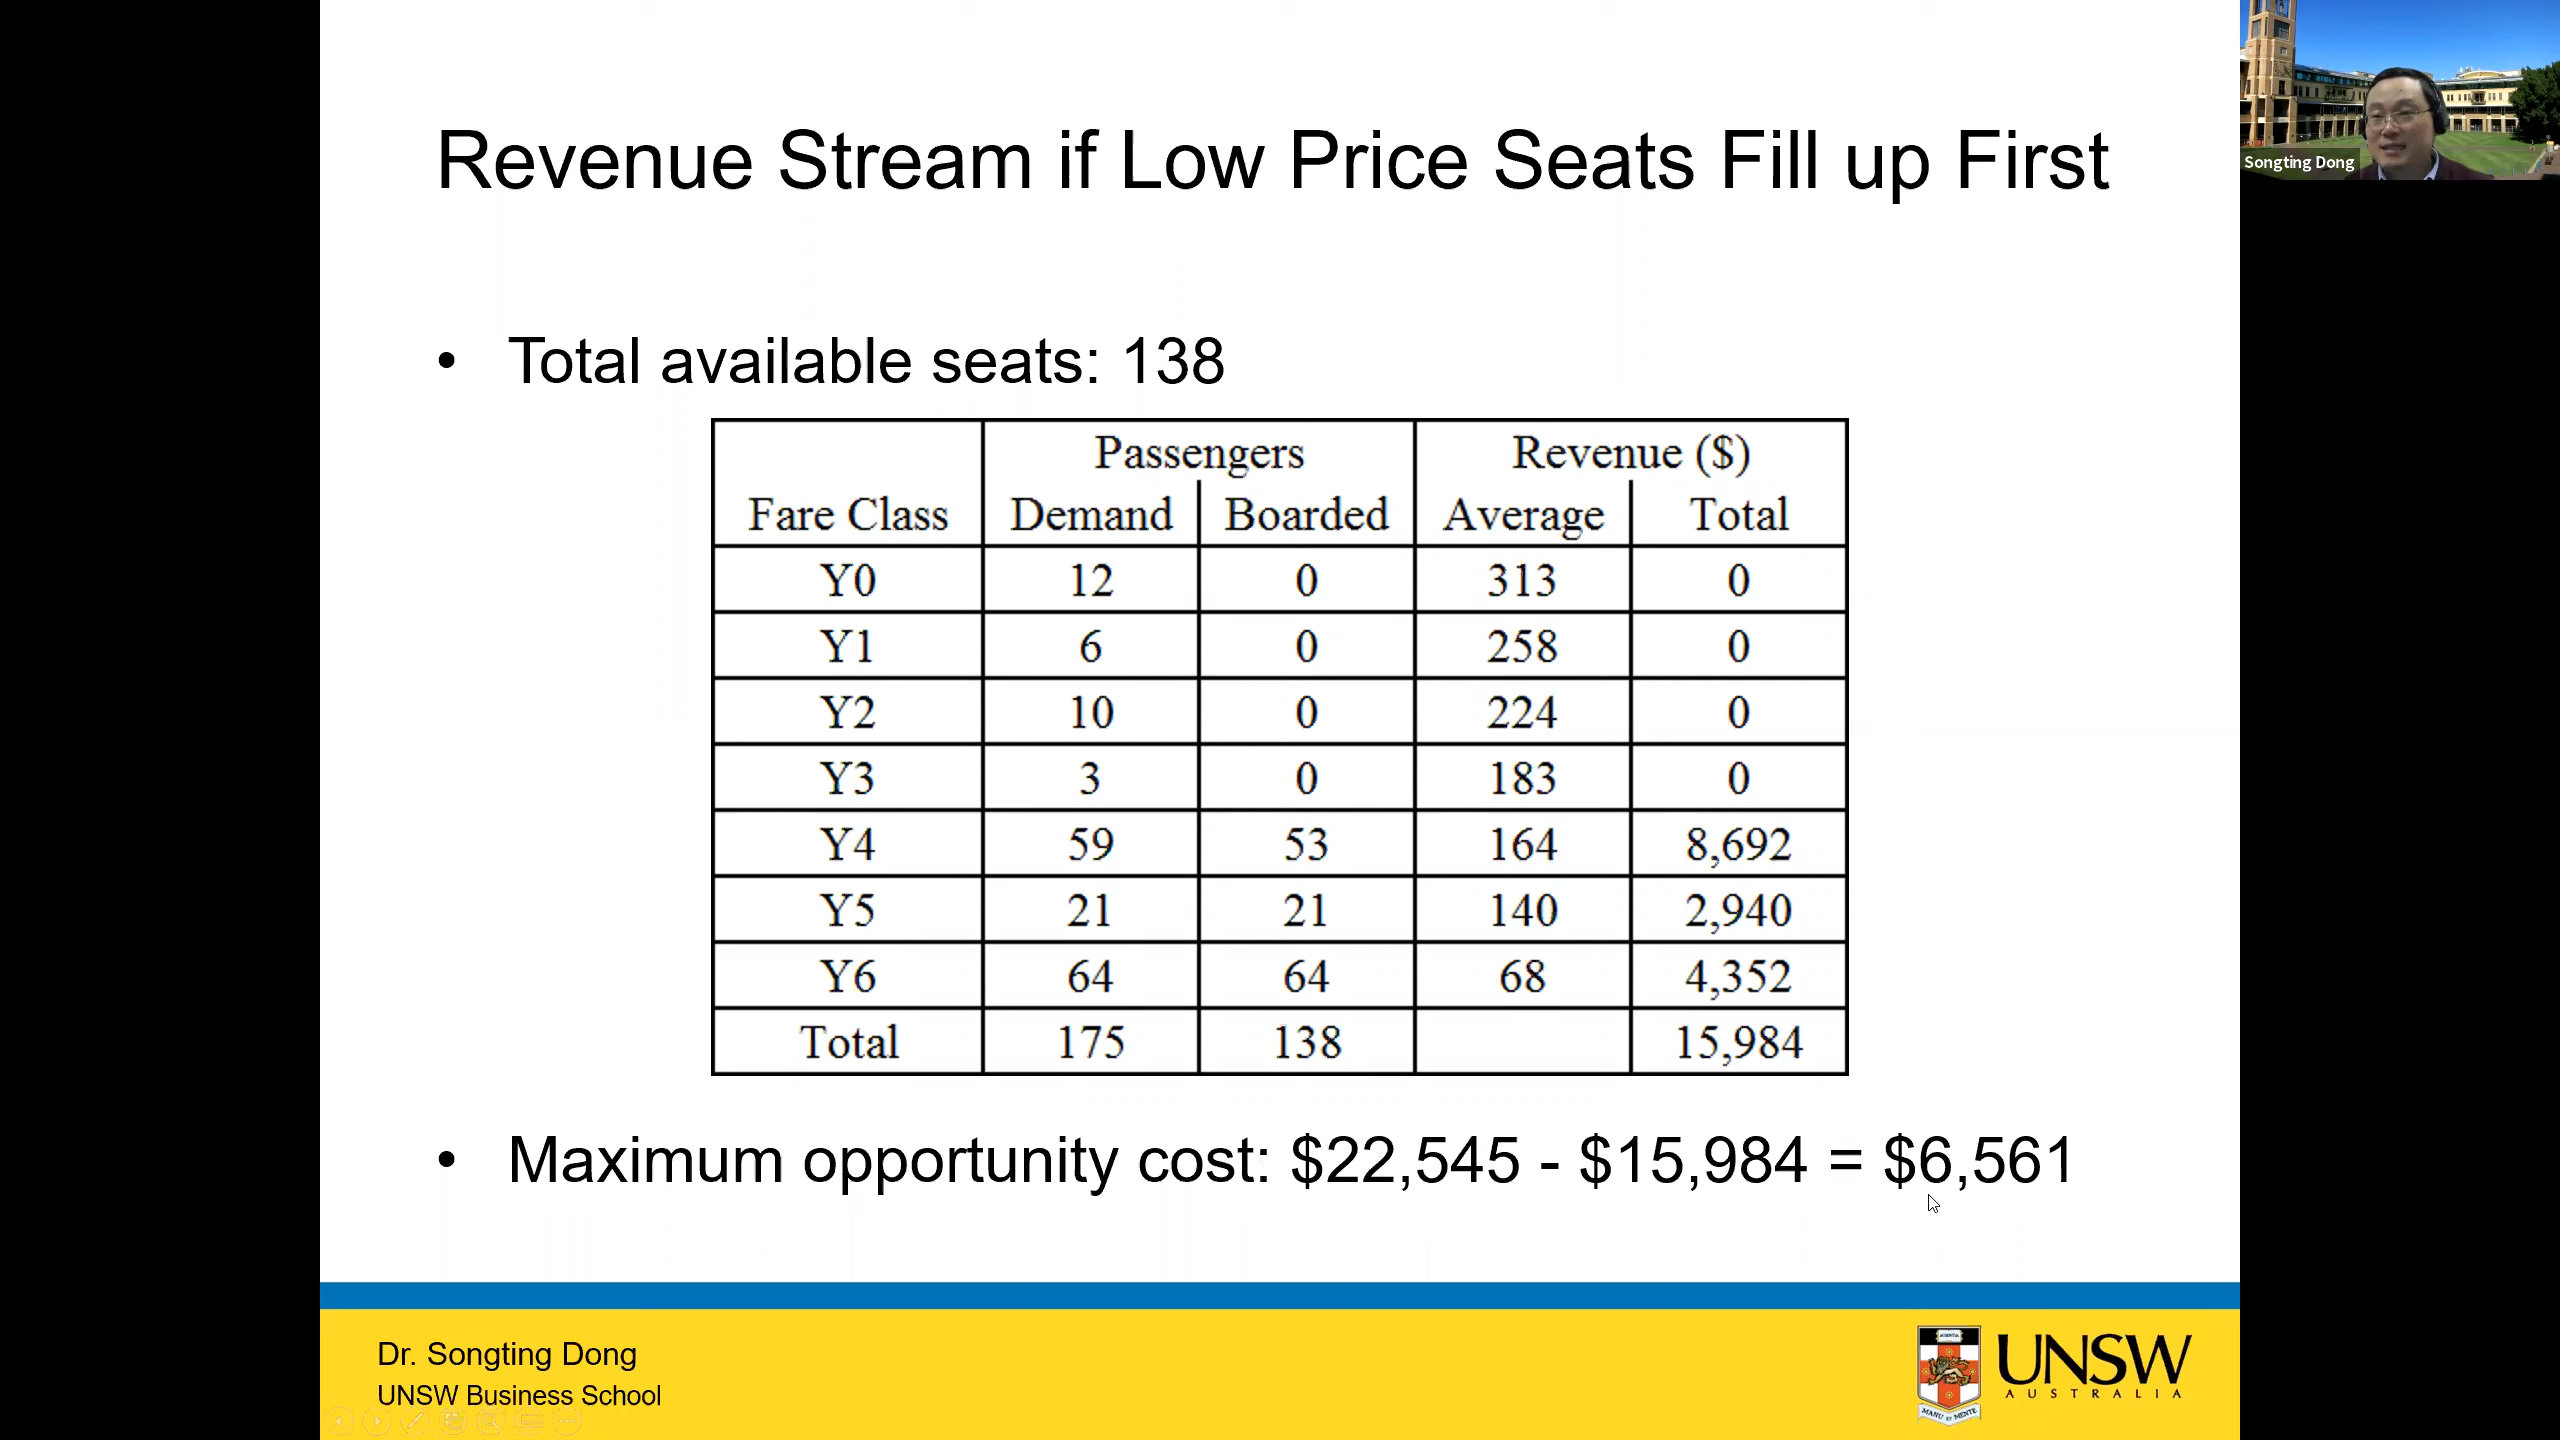 Revenue Stream if Low Price Seats Fill up First
Songting Dong
• Total available seats: 138
Passengers Revenue ($)
Fare Class Demand Boarded Average Total
Y0 12 0 313 0
Y1 6 0 258 0
Y2 10 0 224 0
Y3 3 0 183 0
Y4 59 53 164 8,692
Y5 21 21 140 2,940
Y6 64 64 68 4,352
Total 175 138 15,984
• Maximum opportunity cost: $22,545 - $15,984 = $6,561
Dr. Songting Dong
UNSW Business School
UNSW
AUSTRALIA
MANU ET MENTE